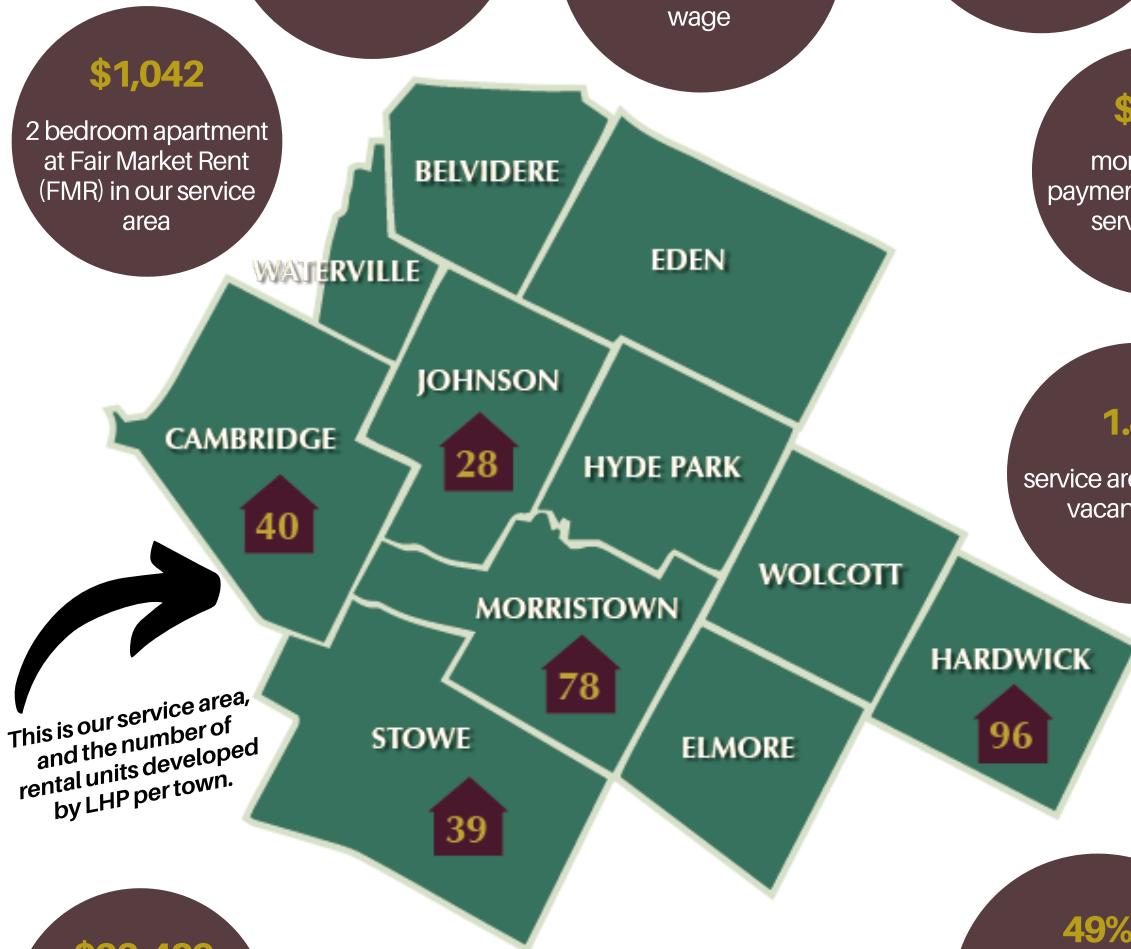 wage
$1,042
2 bedroom apartment
at Fair Market Rent
(FMR) in our service
area
BELVIDERE
WATERVILLE
EDEN
JOHNSON
28
CAMBRIDGE
40
HYDE PARK
WOLCOTT
MORRISTOWN
78
HARDWICK
96
STOWE
39
ELMORE
This is our service area,
and the number of
rental units developed
by LHP per town.
$
service
49%